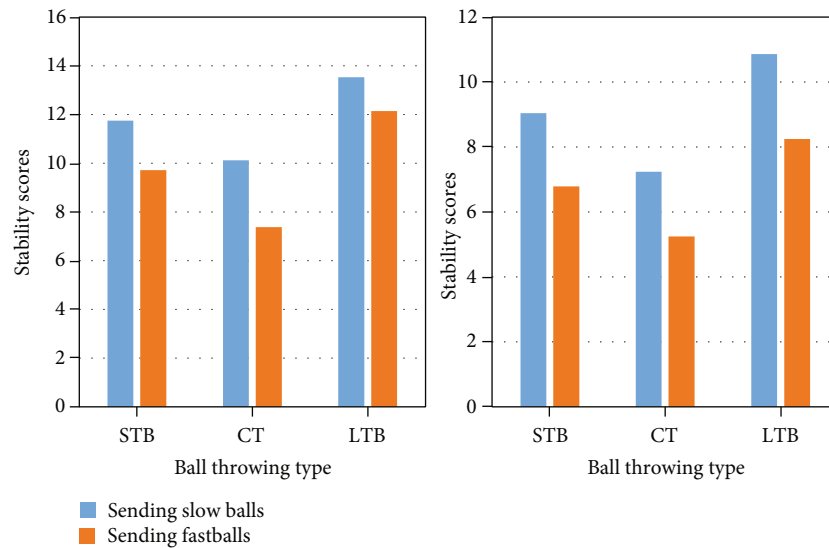 16
14
12
10
8
6
4
2
0
Stability scores
STB CT LTB
Ball throwing type
12
10
8
6
4
2
0
Stability scores
STB CT LTB
Ball throwing type
Sending slow balls
Sending fastballs